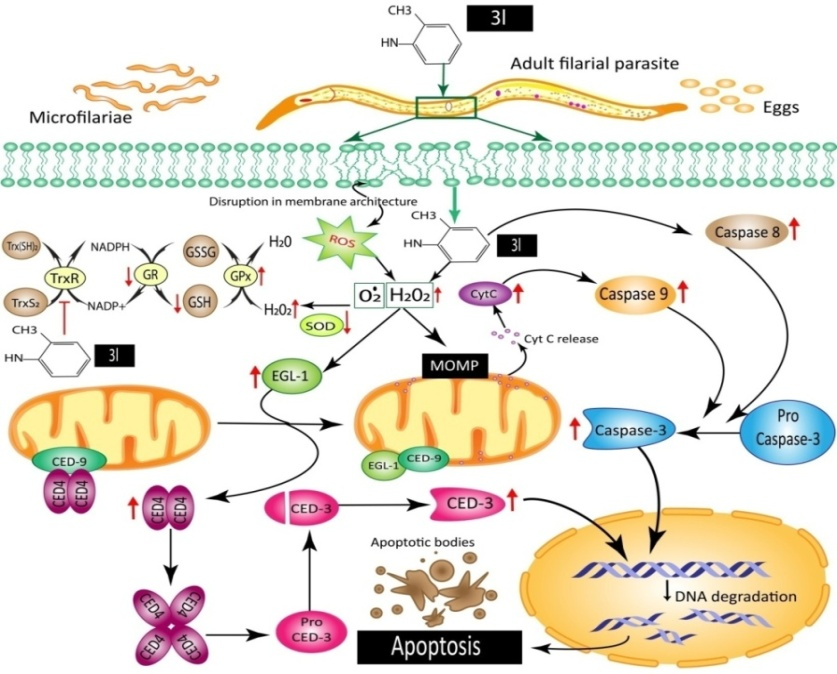 CH3
3l
HN
Adult filarial parasite
Microfilariae
Eggs
Disruption in membrane architecture
CH3
HN
3l
Caspase 8
Trx(SH)2
NADPH
GSSG
H20
ROS
TrxR
GR
GPx
TrxS2
NADP+
GSH
H2O2
O2•
H2O2
SOD
CytC
Caspase 9
CH3
HN
3l
Cyt C release
EGL-1
MOMP
CED-9
CED4
CED4
EGL-1
CED-9
Caspase-3
Pro
Caspase-3
CED4
CED4
CED-3
CED-3
Apoptotic bodies
DNA degradation
CED4
CED4
CED4
CED4
Pro
CED-3
Apoptosis